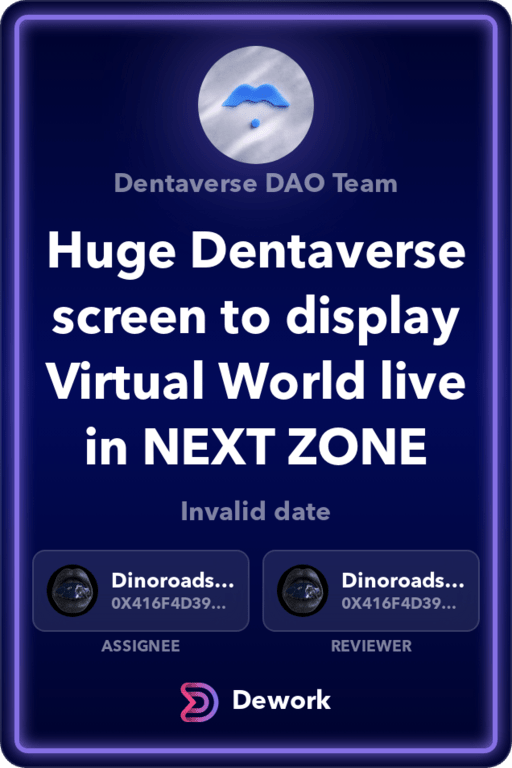 Dentaverse DAO Team
Huge Dentaverse
screen to display
Virtual World live
in NEXT ZONE
Invalid date
Dinoroads... Dinoroads...
0X416F4D39... 0X416F4D39...
ASSIGNEE REVIEWER
Dework